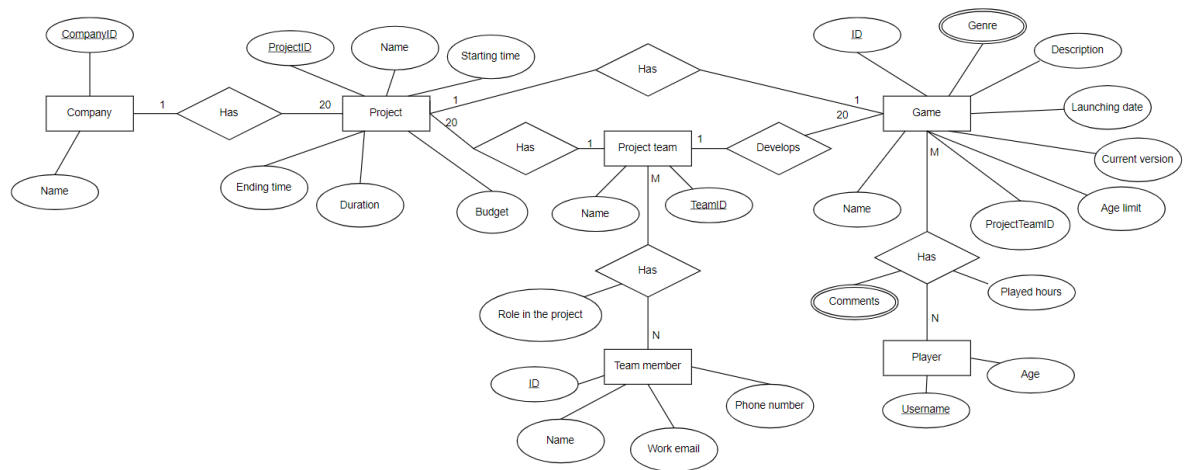 CompanyID
ProjectID
Name
Starting time
Has
ID
Genre
Description
Company
1
Has
20
Project
1
20
Has
1
Project team
1
Develops
20
1
Game
Launching date
Current version
Name
Ending time
Duration
Budget
Name
TeamID
M
M
Name
ProjectTeamID
Age limit
Has
Role in the project
N
Has
Comments
Played hours
N
Team member
ID
Name
Work email
Phone number
Player
Age
Username